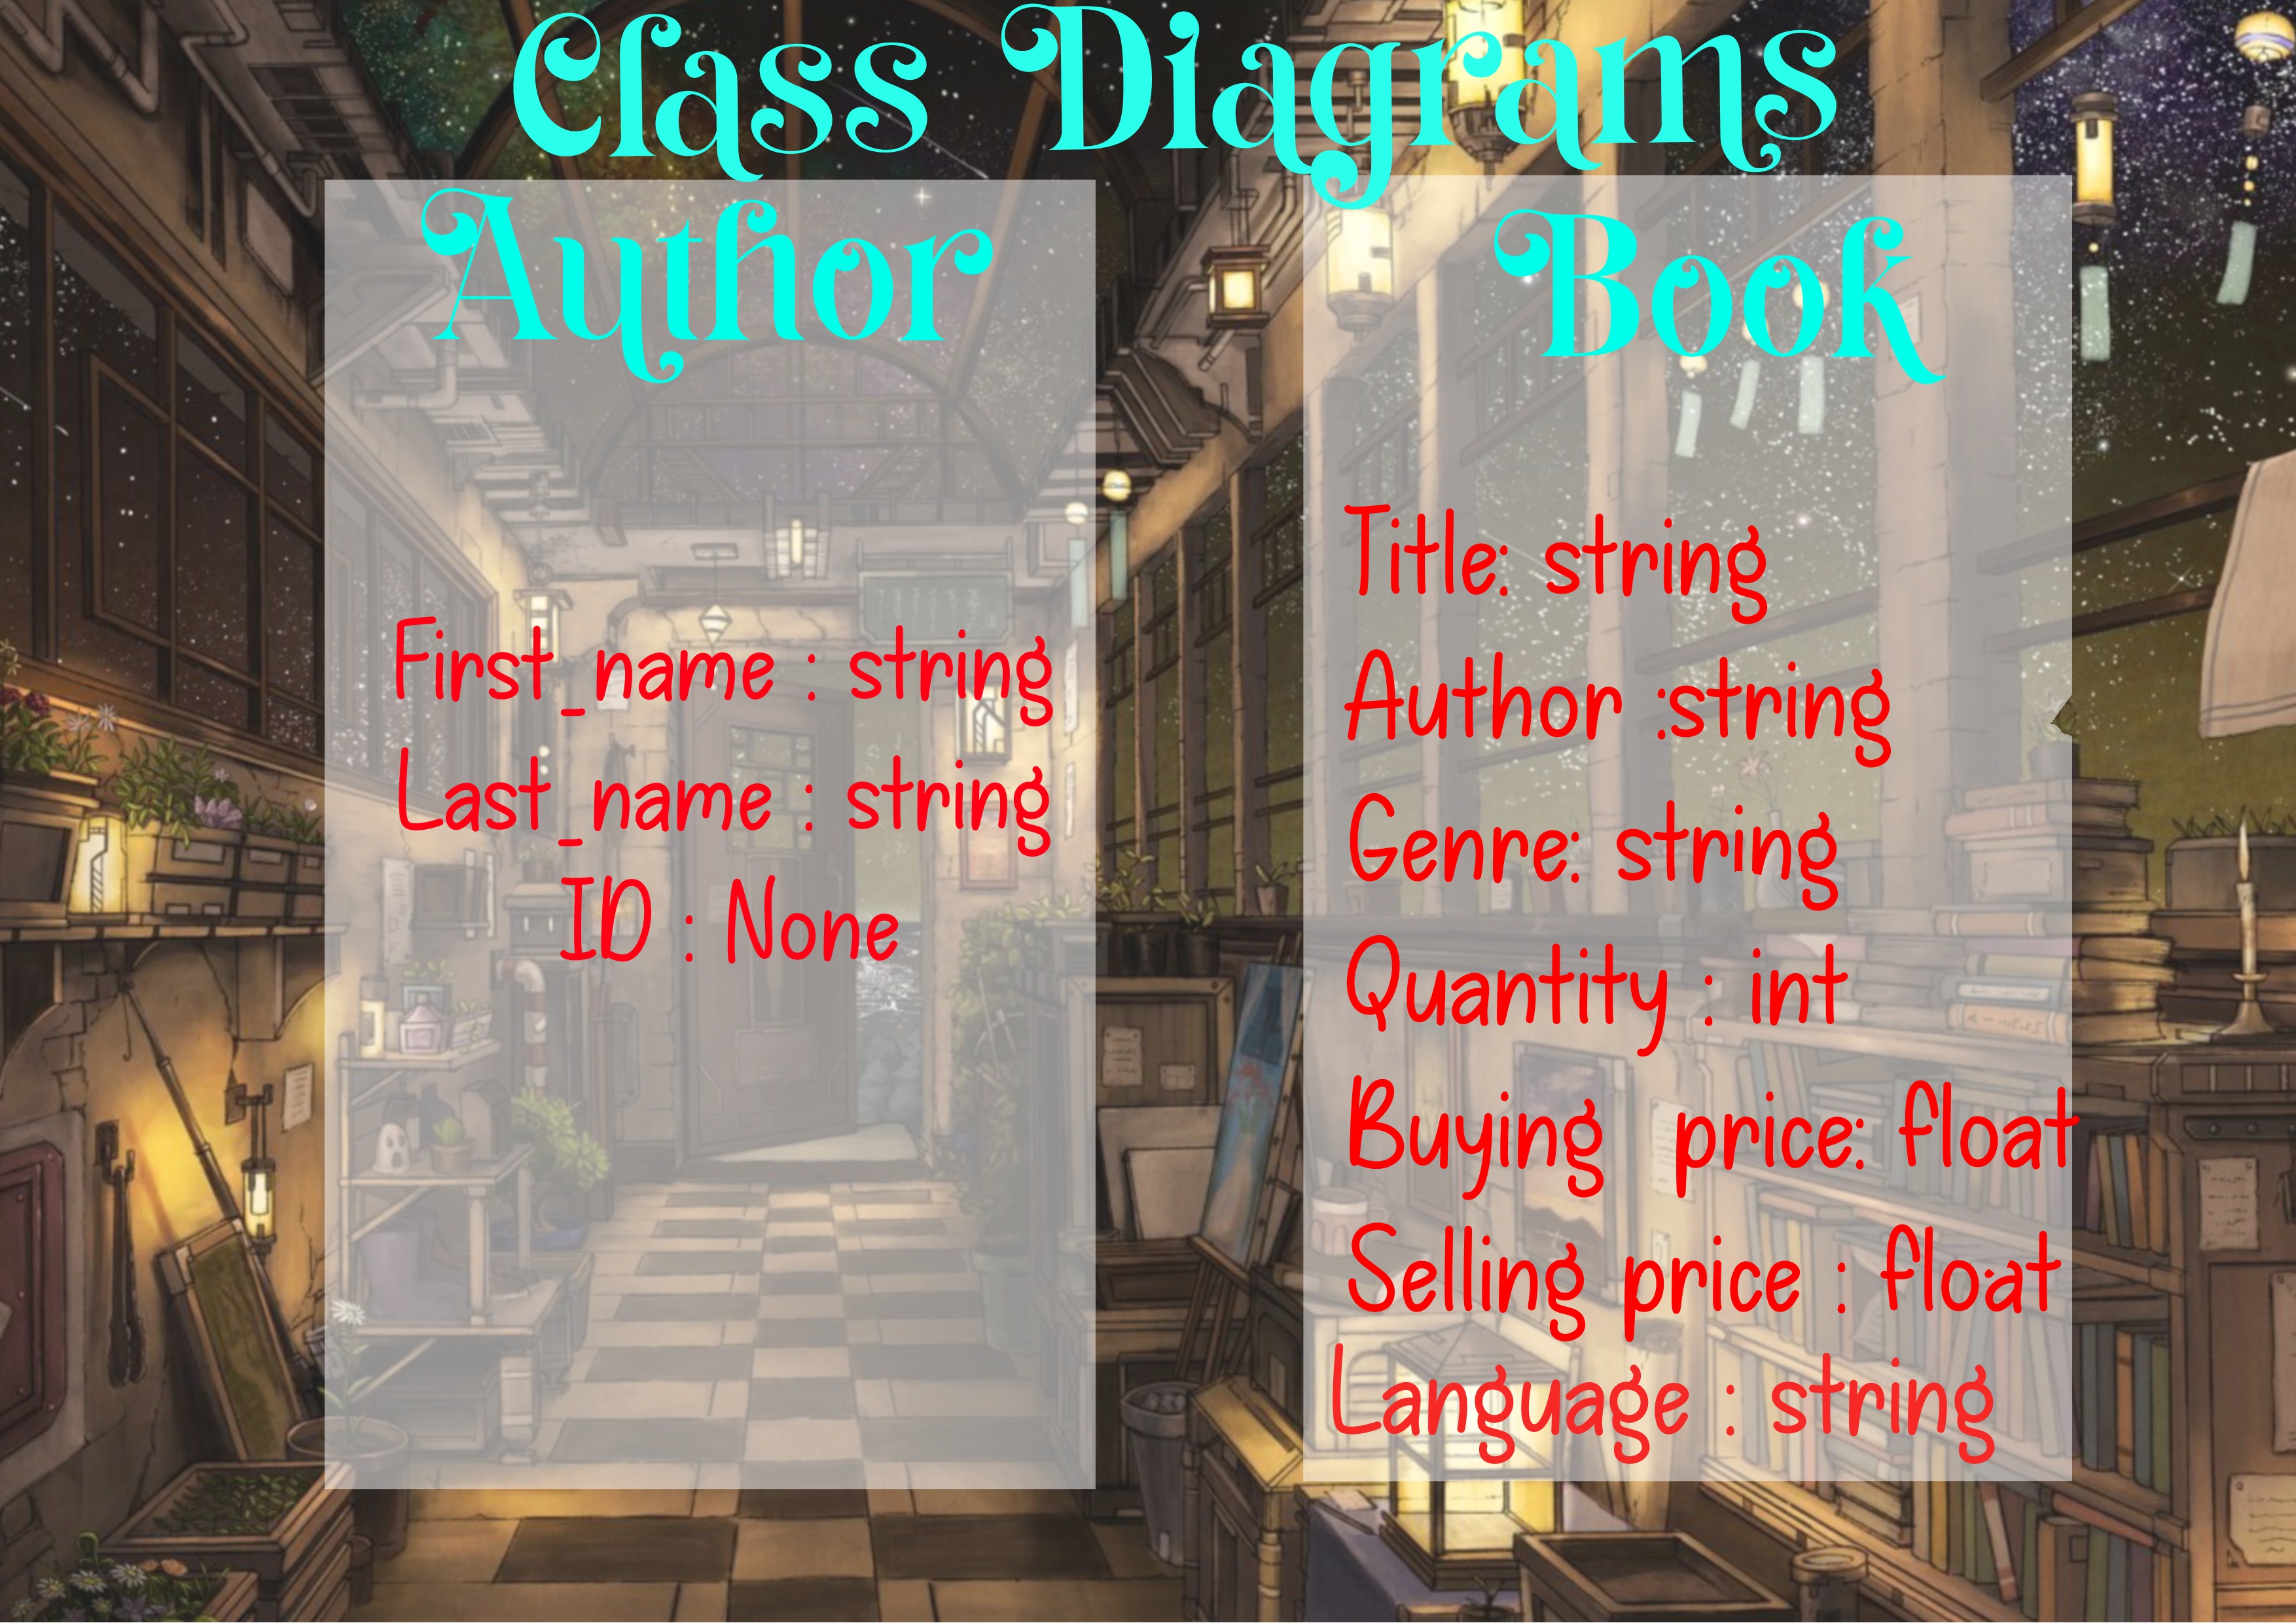 Class Diagrams
Author
First_name : string
Last_name : string
ID : None
Book
Title: string
Author :string
Genre: string
Quantity : int
Buying price: float
Selling price : float
Language : string